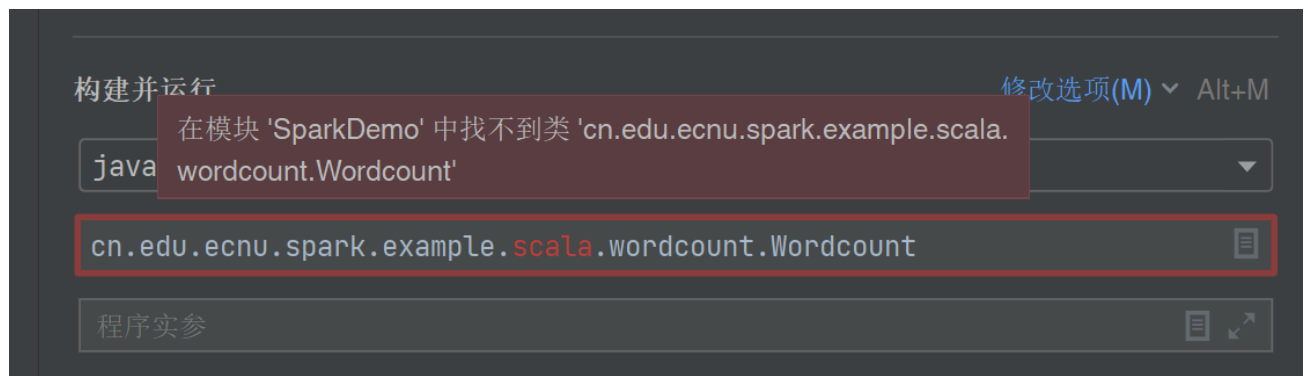 构建并运行
修改选项(M) Alt+M
在模块 'SparkDemo' 中找不到类 'cn.edu.ecnu.spark.example.scala.
wordcount.Wordcount'
java
cn.edu.ecnu.spark.example.scala.wordcount.Wordcount
程序实参